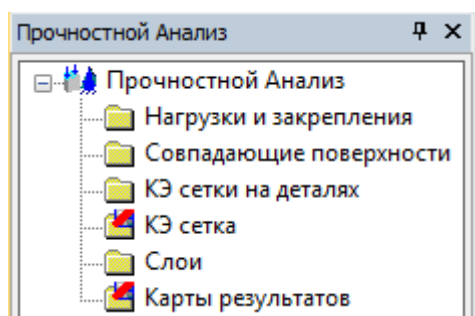 Прочностной Анализ
Прочностной Анализ
Нагрузки и закрепления
Совпадающие поверхности
КЭ сетки на деталях
КЭ сетка
Слои
Карты результатов